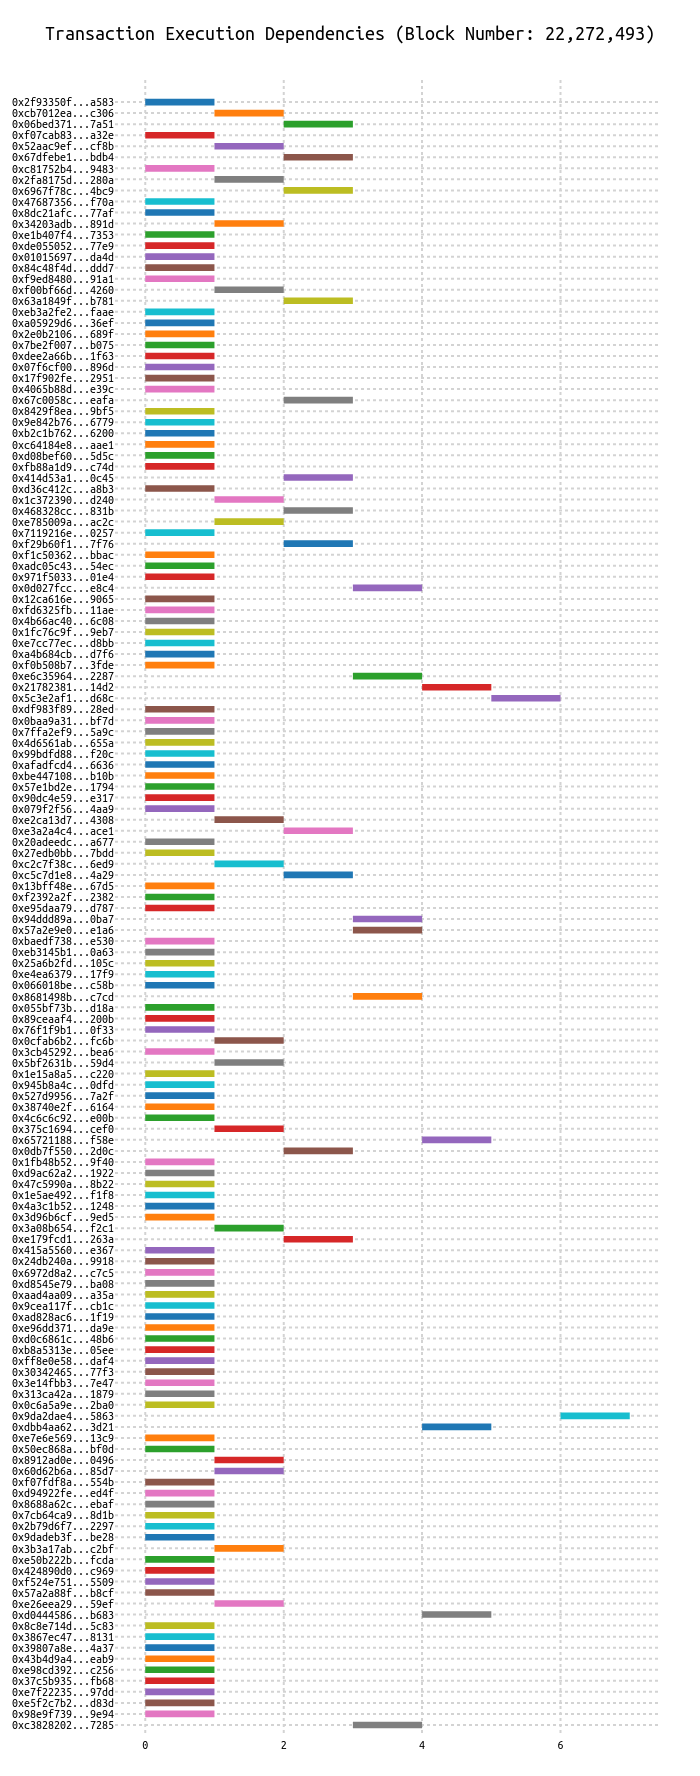 Transaction Execution Dependencies (Block Number: 22,272,493)
0x2f93350f...a583
0xcb7012ea...c306
0x06bed371...7a51
0xf07cab83...a32e
0x52aac9ef...cf8b
0x67dfebe1...bdb4
0xc81752b4...9483
0x2fa8175d...280a
0x6967f78c...4bc9
0x47687356...f70a
0x8dc21afc...77af
0x34203adb...891d
0xe1b407f4...7353
0xde055052...77e9
0x01015697...da4d
0x84c48f4d...ddd7
0xf9ed8480...91a1
0xf00bf66d...4260
0x63a1849f...b781
0xeb3a2fe2...faae
0xa05929d6...36ef
0x2e0b2106...689f
0x7be2f007...b075
0xdee2a66b...1f63
0x07f6cf00...896d
0x17f902fe...2951
0x4065b88d...e39c
0x67c0058c...eafa
0x8429f8ea...9bf5
0x9e842b76...6779
0xb2c1b762...6200
0xc64184e8...aae1
0xd08bef60...5d5c
0xfb88a1d9...c74d
0x414d53a1...0c45
0xd36c412c...a8b3
0x1c372390...d240
0x468328cc...831b
0xe785009a...ac2c
0x7119216e...0257
0xf29b60f1...7f76
0xf1c50362...bbac
0xadc05c43...54ec
0x971f5033...01e4
0x0d027fcc...e8c4
0x12ca616e...9065
0xfd6325fb...11ae
0x4b66ac40...6c08
0x1fc76c9f...9eb7
0xe7cc77ec...d8bb
0xa4b684cb...d7f6
0xf0b508b7...3fde
0xe6c35964...2287
0x21782381...14d2
0x5c3e2af1...d68c
0xdf983f89...28ed
0x0baa9a31...bf7d
0x7ffa2ef9...5a9c
0x4d6561ab...655a
0x99bdfd88...f20c
0xafadfcd4...6636
0xbe447108...b10b
0x57e1bd2e...1794
0x90dc4e59...e317
0x079f2f56...4aa9
0xe2ca13d7...4308
0xe3a2a4c4...ace1
0x20adeedc...a677
0x27edb0bb...7bdd
0xc2c7f38c...6ed9
0xc5c7d1e8...4a29
0x13bff48e...67d5
0xf2392a2f...2382
0xe95daa79...d787
0x94ddd89a...0ba7
0x57a2e9e0...e1a6
0xbaedf738...e530
0xeb3145b1...0a63
0x25a6b2fd...105c
0xe4ea6379...17f9
0x066018be...c58b
0x8681498b...c7cd
0x055bf73b...d18a
0x89ceaaf4...200b
0x76f1f9b1...0f33
0x0cfab6b2...fc6b
0x3cb45292...bea6
0x5bf2631b...59d4
0x1e15a8a5...c220
0x945b8a4c...0dfd
0x527d9956...7a2f
0x38740e2f...6164
0x4c6c6c92...e00b
0x375c1694...cef0
0x65721188...f58e
0x0db7f550...2d0c
0x1fb48b52...9f40
0xd9ac62a2...1922
0x47c5990a...8b22
0x1e5ae492...f1f8
0x4a3c1b52...1248
0x3d96b6cf...9ed5
0x3a08b654...f2c1
0xe179fcd1...263a
0x415a5560...e367
0x24db240a...9918
0x6972d8a2...c7c5
0xd8545e79...ba08
0xaad4aa09...a35a
0x9cea117f...cb1c
0xad828ac6...1f19
0xe96dd371...da9e
0xd0c6861c...48b6
0xb8a5313e...05ee
0xff8e0e58...daf4
0x30342465...77f3
0x3e14fbb3...7e47
0x313ca42a...1879
0x0c6a5a9e...2ba0
0x9da2dae4...5863
0xdbb4aa62...3d21
0xe7e6e569...13c9
0x50ec868a...bf0d
0x8912ad0e...0496
0x60d62b6a...85d7
0xf07fdf8a...554b
0xd94922fe...ed4f
0x8688a62c...ebaf
0x7cb64ca9...8d1b
0x2b79d6f7...2297
0x9dadeb3f...be28
0x3b3a17ab...c2bf
0xe50b222b...fcda
0x424890d0...c969
0xf524e751...5509
0x57a2a88f...b8cf
0xe26eea29...59ef
0xd0444586...b683
0x8c8e714d...5c83
0x3867ec47...8131
0x39807a8e...4a37
0x43b4d9a4...eab9
0xe98cd392...c256
0x37c5b935...fb68
0xe7f22235...97dd
0xe5f2c7b2...d83d
0x98e9f739...9e94
0xc3828202...7285
0 2 4 6